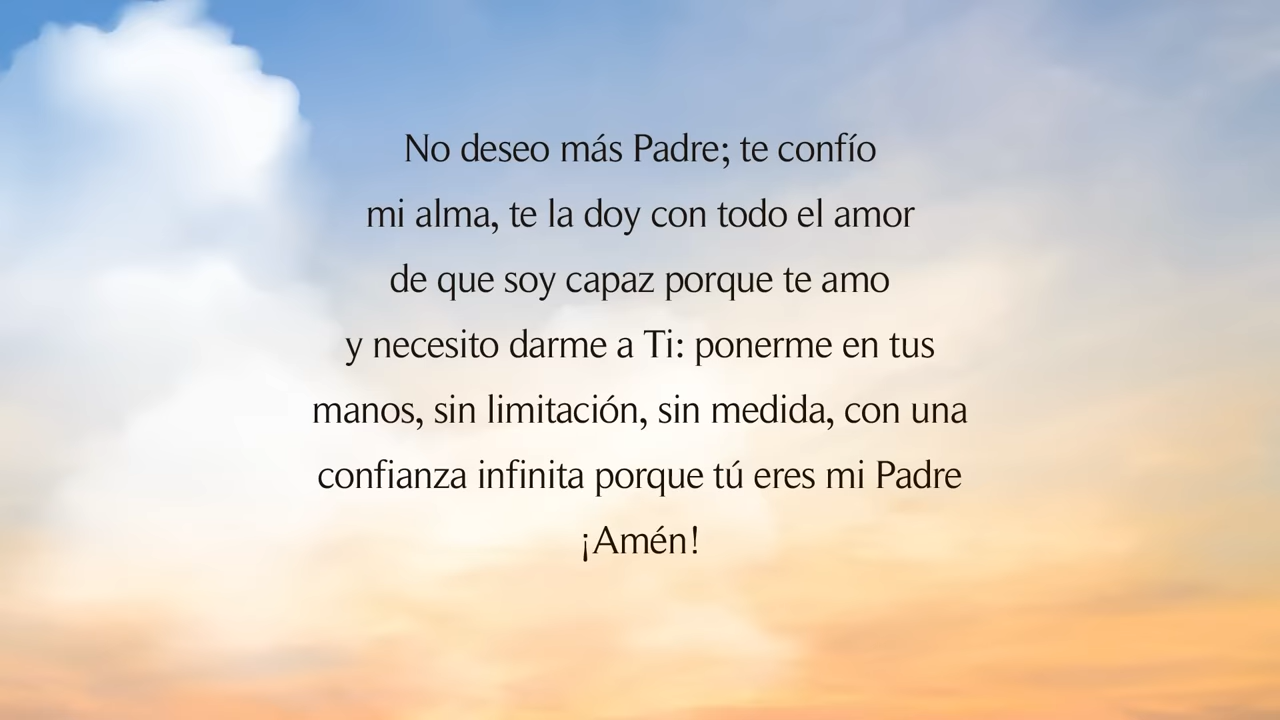 No deseo más Padre; te confío
mi alma, te la doy con todo el amor
de que soy capaz porque te amo
y necesito darme a Ti: ponerme en tus
manos, sin limitación, sin medida, con una
confianza infinita porque tú eres mi Padre
¡Amén!